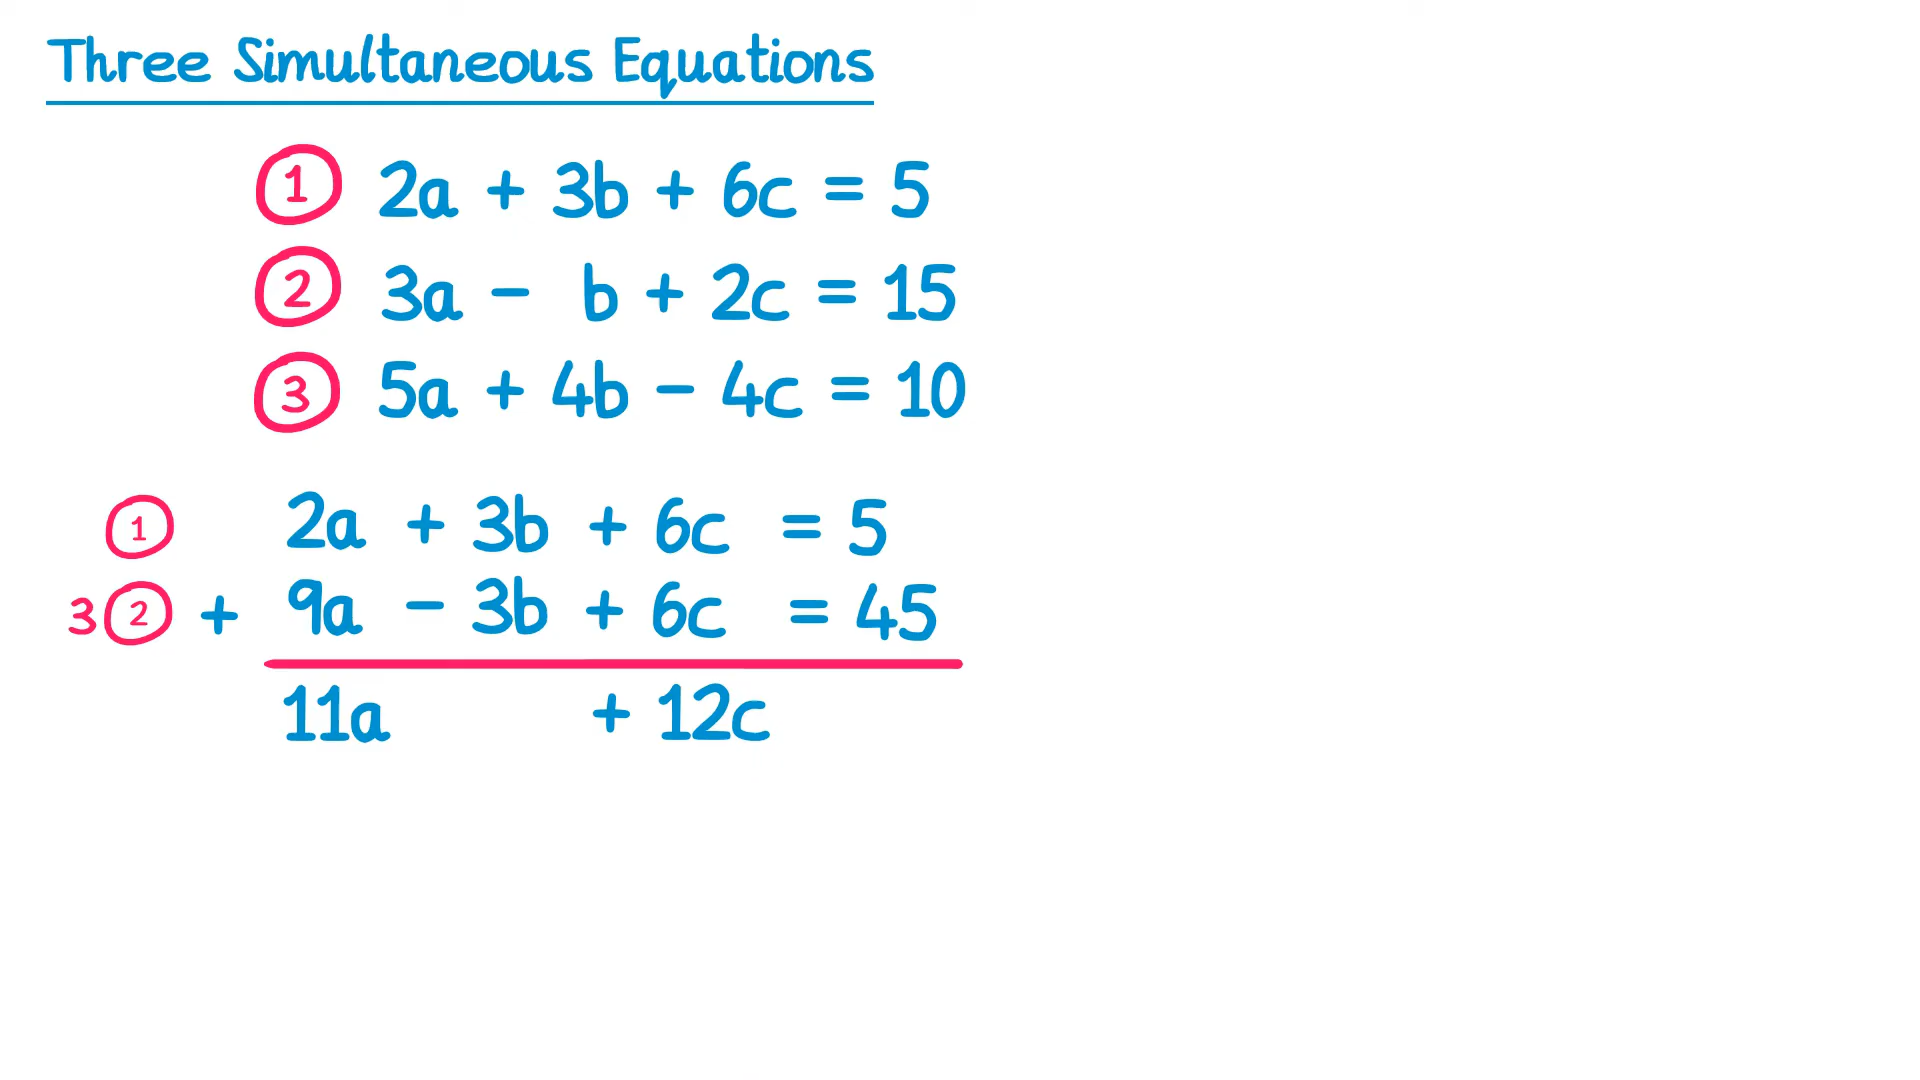 Three Simultaneous Equations
1 2a + 3b + 6c = 5
2 3a - b + 2c = 15
3 5a + 4b - 4c = 10
1 2a + 3b + 6c = 5
3 2 + 9a - 3b + 6c = 45
11a + 12c